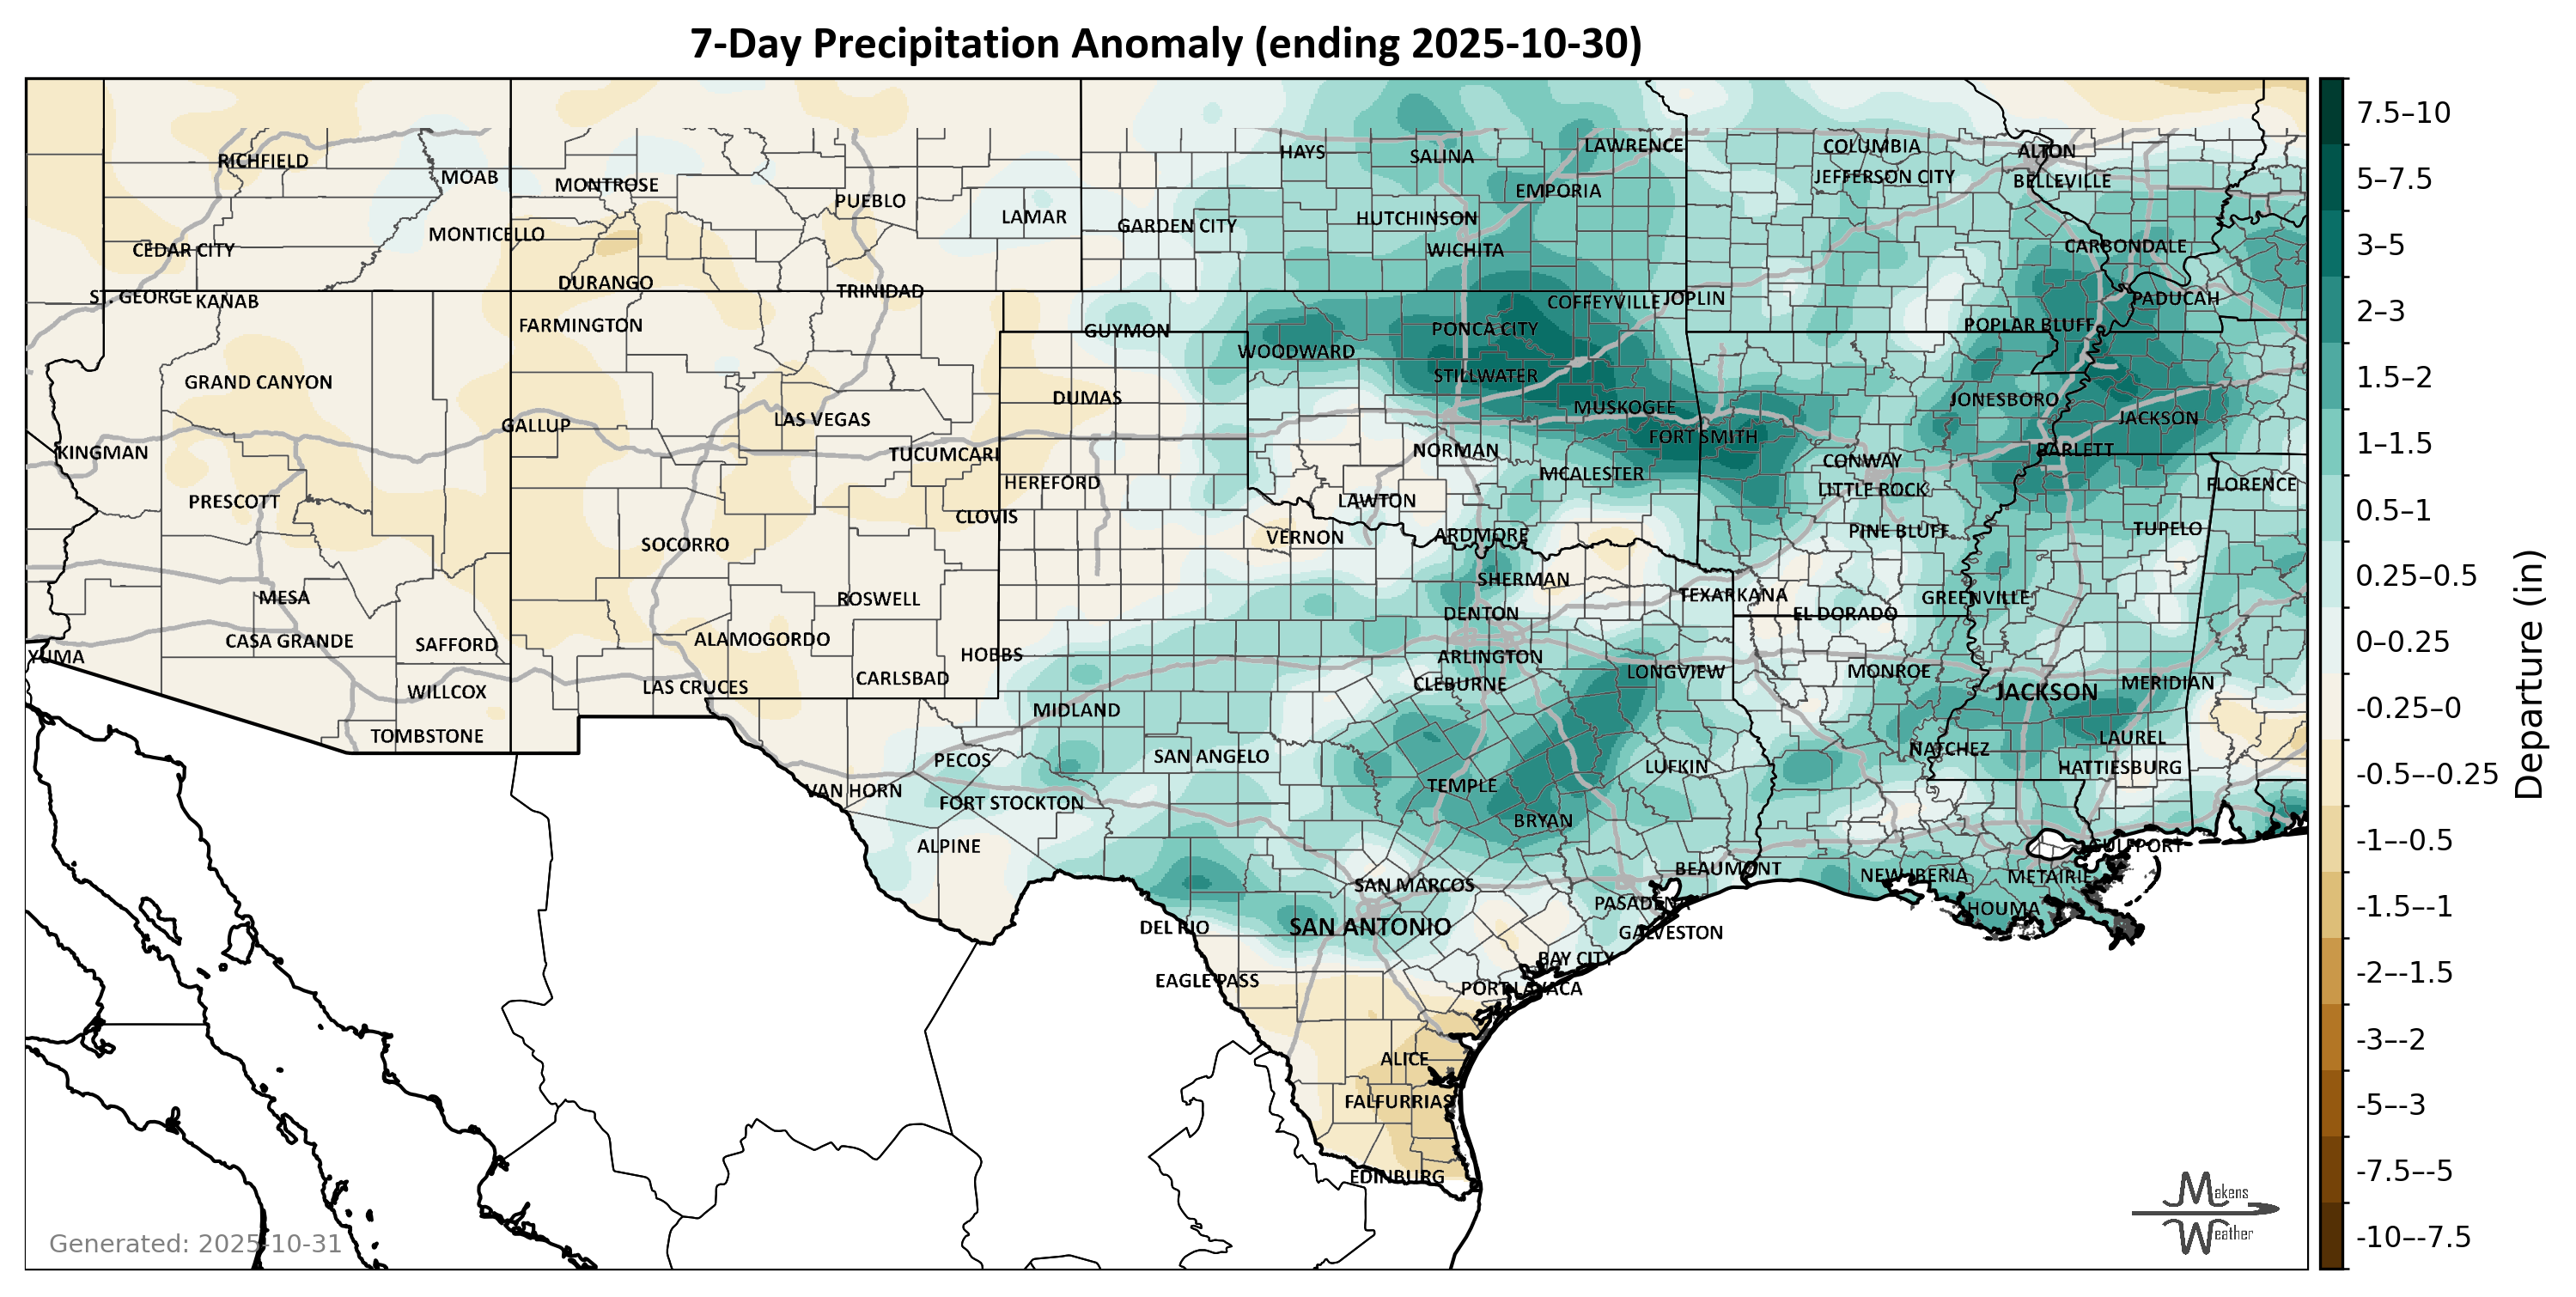 7-Day Precipitation Anomaly (ending 2025-10-30)
HAYS
SALINA
LAWRENCE
COLUMBIA
ALTON
RICHFIELD
MOAB
MONTROSE
PUEBLO
LAMAR
GARDEN CITY
HUTCHINSON
EMPORIA
JEFFERSON CITY
BELLEVILLE
CEDAR CITY
MONTICELLO
WICHITA
CARBONDALE
DURANGO
TRINIDAD
ST. GEORGE
KANAB
COFFEYVILLE
JOPLIN
PADUCAH
FARMINGTON
GUYMON
PONCA CITY
POPLAR BLUFF
WOODWARD
GRAND CANYON
DUMAS
STILLWATER
MUSKOGEE
JONESBORO
JACKSON
GALLUP
LAS VEGAS
KINGMAN
TUCUMCARI
NORMAN
FORT SMITH
BARLETT
PRESCOTT
HEREFORD
MCALESTER
CONWAY
LITTLE ROCK
FLORENCE
CLOVIS
LAWTON
SOCORRO
VERNON
ARDMORE
PINE BLUFF
TUPELO
MESA
ROSWELL
SHERMAN
TEXARKANA
GREENVILLE
CASA GRANDE
SAFFORD
ALAMOGORDO
DENTON
EL DORADO
YUMA
HOBBS
ARLINGTON
LONGVIEW
MONROE
WILLCOX
LAS CRUCES
CARLSBAD
CLEBURNE
JACKSON
MERIDIAN
TOMBSTONE
MIDLAND
PECOS
SAN ANGELO
LUFKIN
NATCHEZ
LAUREL
VAN HORN
FORT STOCKTON
TEMPLE
HATTIESBURG
ALPINE
BRYAN
GULFPORT
SAN MARCOS
BEAUMONT
NEW IBERIA
METAIRIE
DEL RIO
SAN ANTONIO
PASADENA
HOUMA
GALVESTON
EAGLE PASS
BAY CITY
PORT LAVACA
ALICE
FALFURRIAS
EDINBURG
Generated: 2025-10-31
Makens
Weather
7.5–10
5–7.5
3–5
2–3
1.5–2
1–1.5
0.5–1
0.25–0.5
0–0.25
-0.25–0
-0.5–-0.25
-1–-0.5
-1.5–-1
-2–-1.5
-3–-2
-5–-3
-7.5–-5
-10–-7.5
Departure (in)